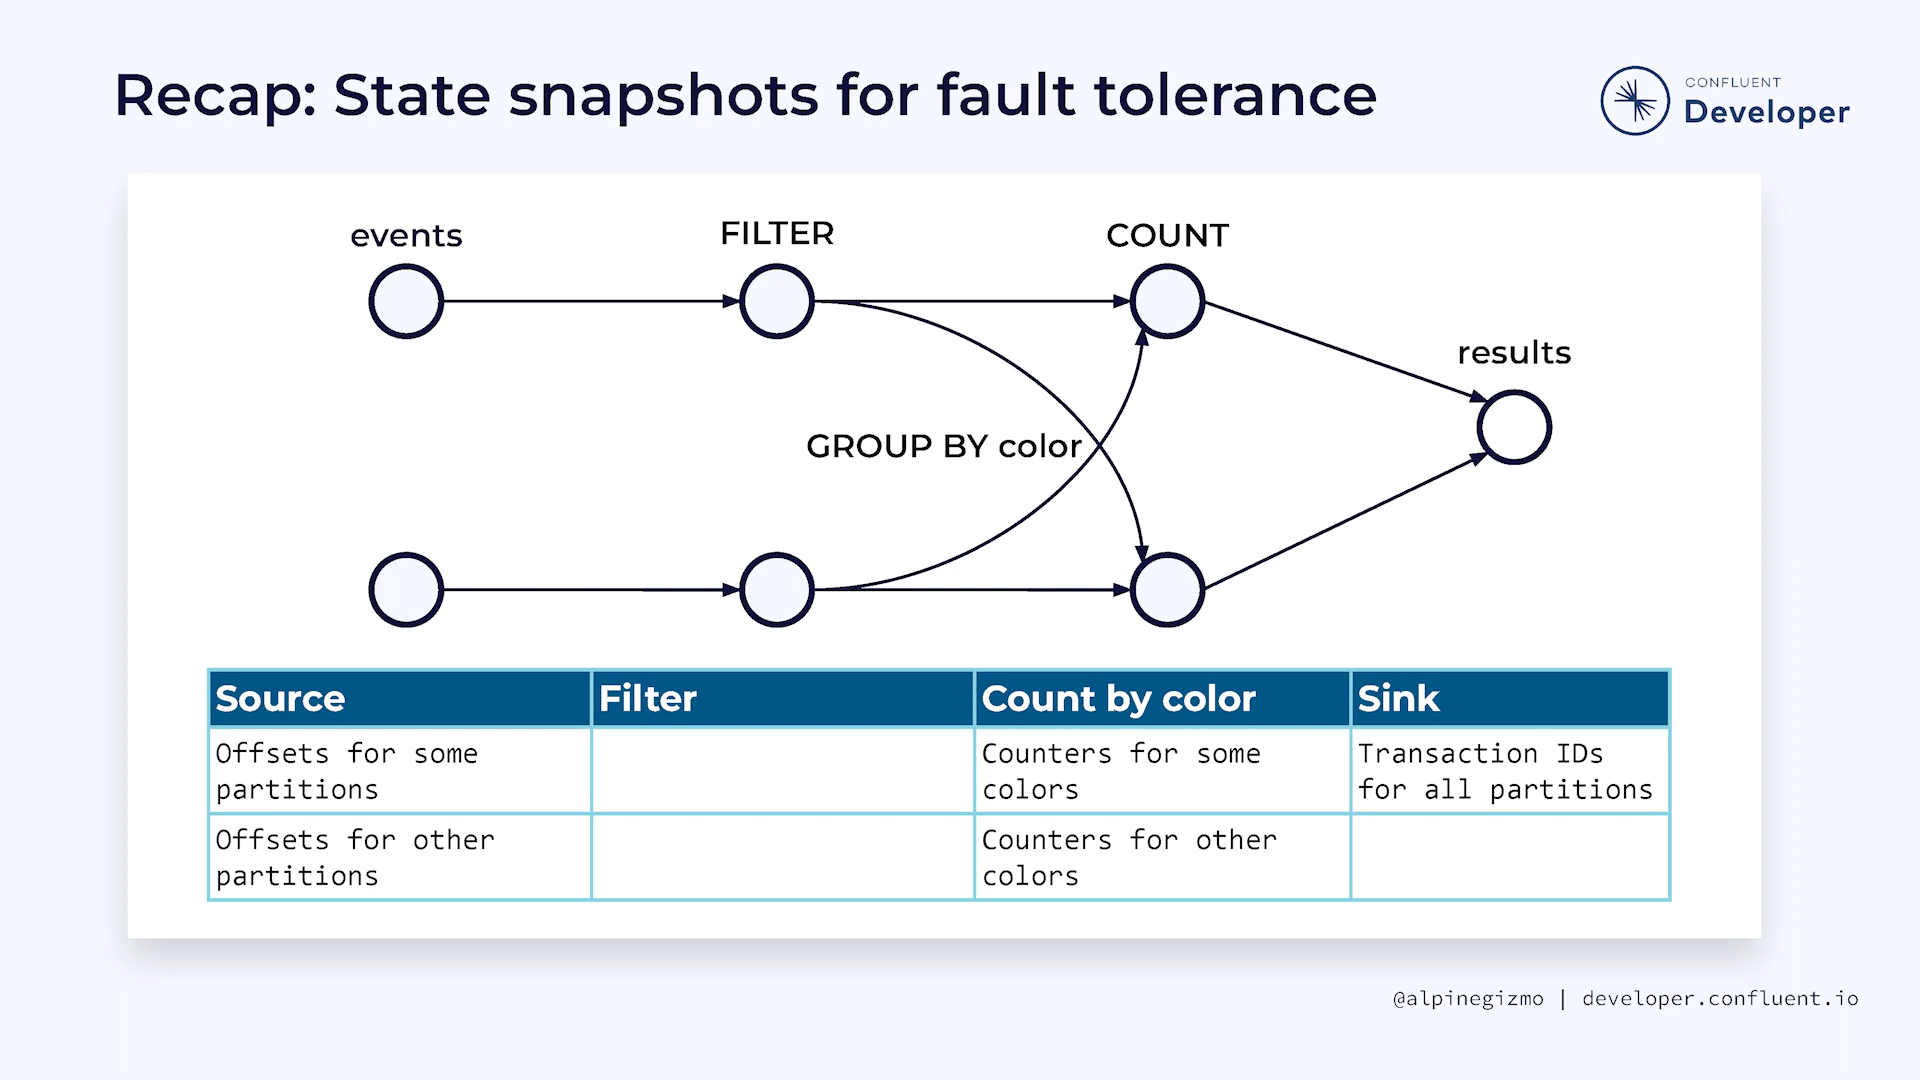 Recap: State snapshots for fault tolerance
CONFLUENT
Developer
events
FILTER
COUNT
results
GROUP BY color
Source
Filter
Count by color
Sink
Offsets for some
partitions
Counters for some
colors
Transaction IDs
for all partitions
Offsets for other
partitions
Counters for other
colors
@alpinegizmo | developer.confluent.io